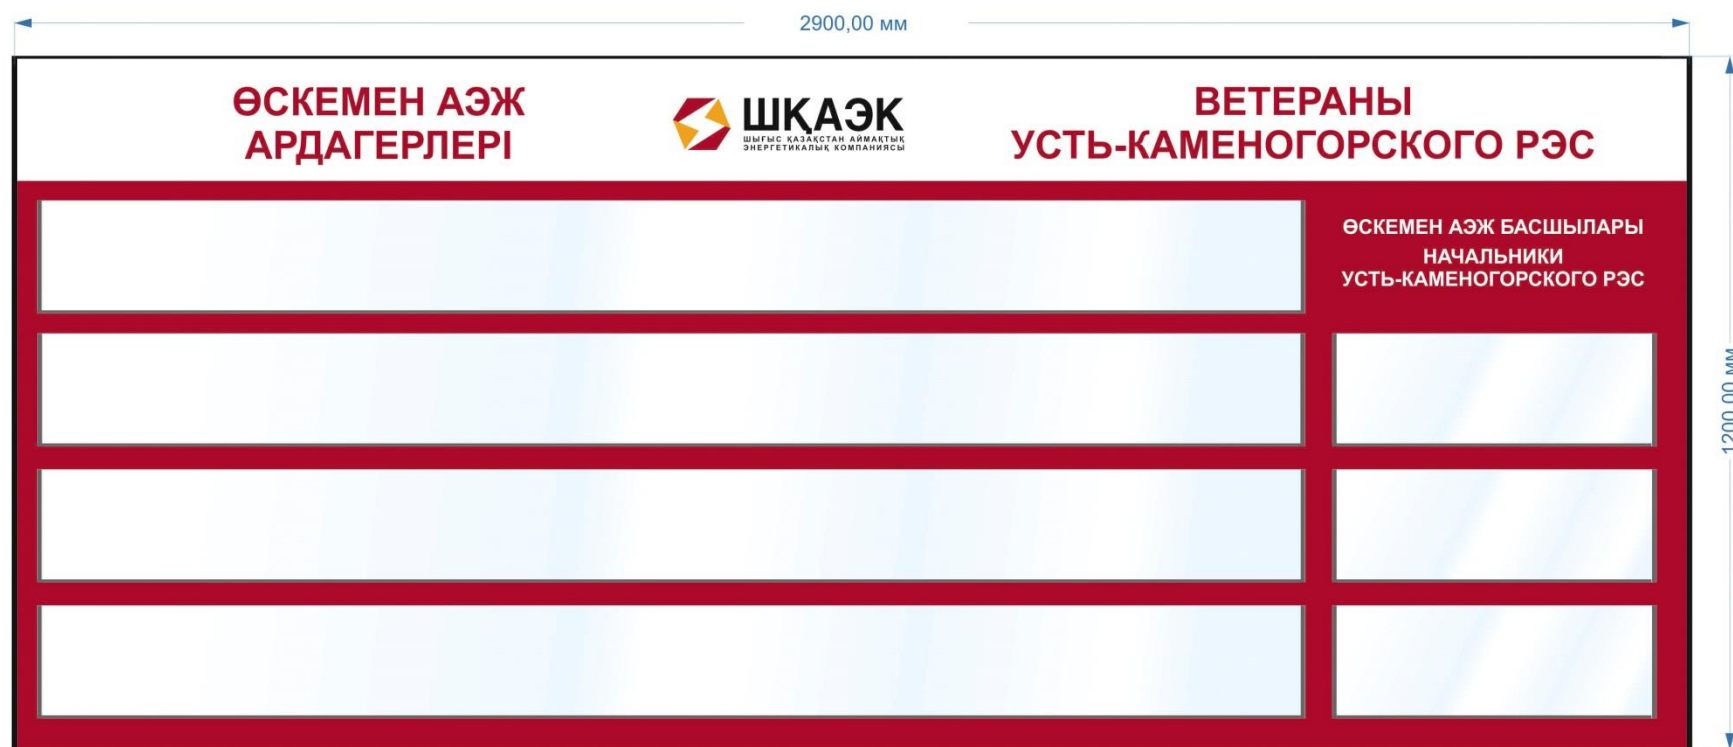 2900,00 мм
ӨСКЕМЕН АЭЖ
АРДАГЕРЛЕРІ
ШҚАЭК
ШЫҒЫС ҚАЗАҚСТАН АЙМАҚТЫҚ
ЭНЕРГЕТИКАЛЫҚ КОМПАНИЯСЫ
ВЕТЕРАНЫ
УСТЬ-КАМЕНОГОРСКОГО РЭС
ӨСКЕМЕН АЭЖ БАСШЫЛАРЫ
НАЧАЛЬНИКИ
УСТЬ-КАМЕНОГОРСКОГО РЭС
1200,00 мм